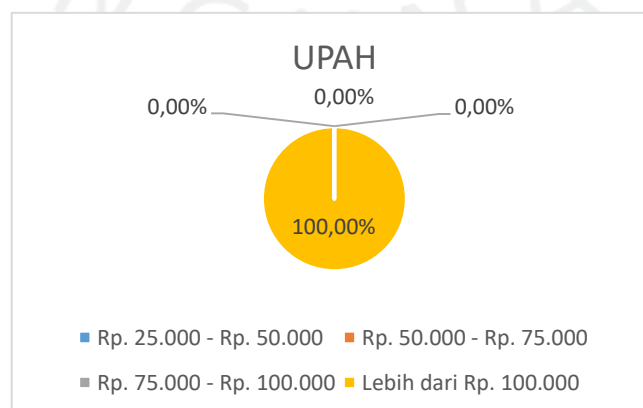 UPAH
0,00%
0,00%
0,00%
100,00%
Rp. 25.000 - Rp. 50.000
Rp. 50.000 - Rp. 75.000
Rp. 75.000 - Rp. 100.000
Lebih dari Rp. 100.000